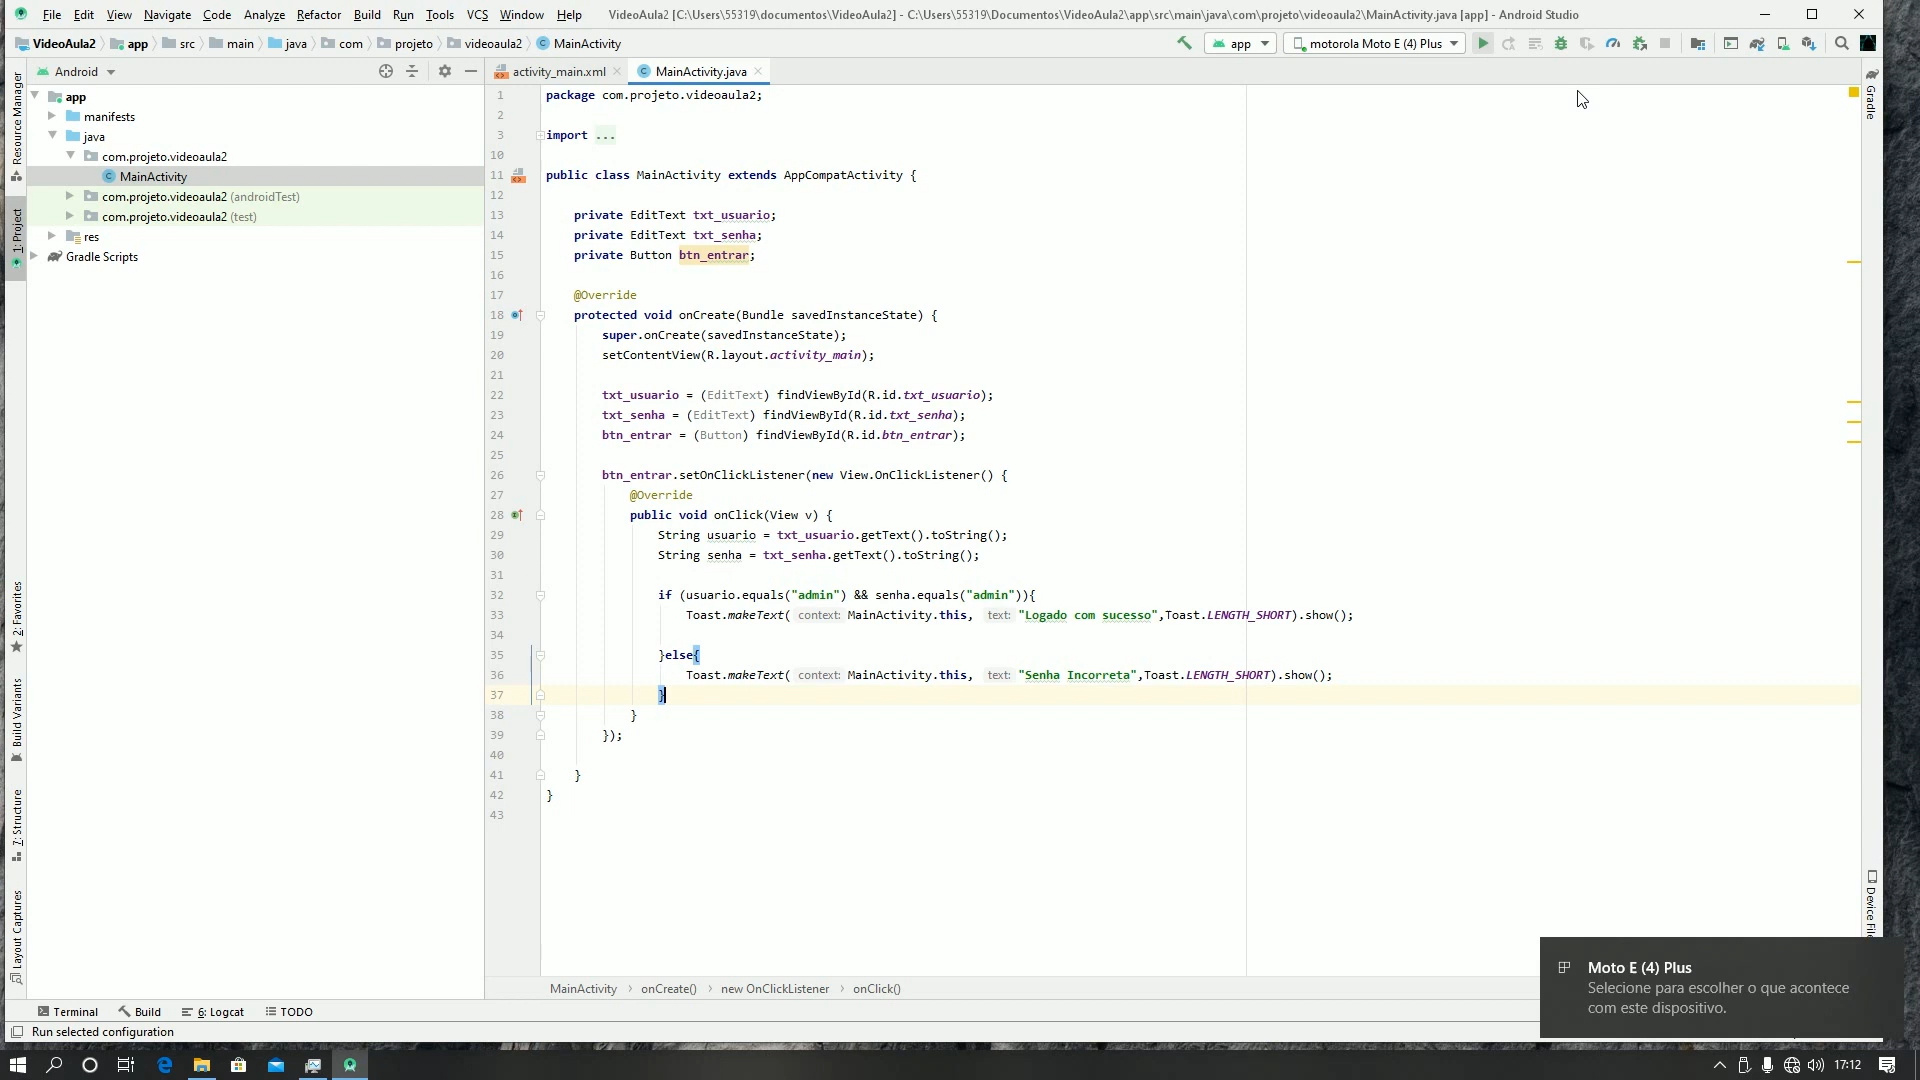 File Edit View Navigate Code Analyze Refactor Build Run Tools VCS Window Help VideoAula2 [C:\Users\55319\documentos\VideoAula2] - C:\Users\55319\Documentos\VideoAula2\app\src\main\java\com\projeto\videoaula2\MainActivity.java [app] - Android Studio
VideoAula2 app src main java com projeto videoaula2 MainActivity app motorola Moto E (4) Plus
Android
activity_main.xml MainActivity.java
app
manifests
java
com.projeto.videoaula2
MainActivity
com.projeto.videoaula2 (androidTest)
com.projeto.videoaula2 (test)
res
Gradle Scripts
Resource Manager
1: Project
2: Favorites
Build Variants
7: Structure
Layout Captures
1 package com.projeto.videoaula2;
2
3 import ...
10
11 public class MainActivity extends AppCompatActivity {
12
13 private EditText txt_usuario;
14 private EditText txt_senha;
15 private Button btn_entrar;
16
17 @Override
18 protected void onCreate(Bundle savedInstanceState) {
19 super.onCreate(savedInstanceState);
20 setContentView(R.layout.activity_main);
21
22 txt_usuario = (EditText) findViewById(R.id.txt_usuario);
23 txt_senha = (EditText) findViewById(R.id.txt_senha);
24 btn_entrar = (Button) findViewById(R.id.btn_entrar);
25
26 btn_entrar.setOnClickListener(new View.OnClickListener() {
27 @Override
28 public void onClick(View v) {
29 String usuario = txt_usuario.getText().toString();
30 String senha = txt_senha.getText().toString();
31
32 if (usuario.equals("admin") && senha.equals("admin")){
33 Toast.makeText( context: MainActivity.this, text: "Logado com sucesso",Toast.LENGTH_SHORT).show();
34
35 }else{
36 Toast.makeText( context: MainActivity.this, text: "Senha Incorreta",Toast.LENGTH_SHORT).show();
37 }
38 }
39 });
40
41 }
42 }
43
Gradle
Device File
MainActivity onCreate() new OnClickListener onClick()
Moto E (4) Plus
Selecione para escolher o que acontece
com este dispositivo.
Terminal Build 6: Logcat TODO
Run selected configuration
17:12